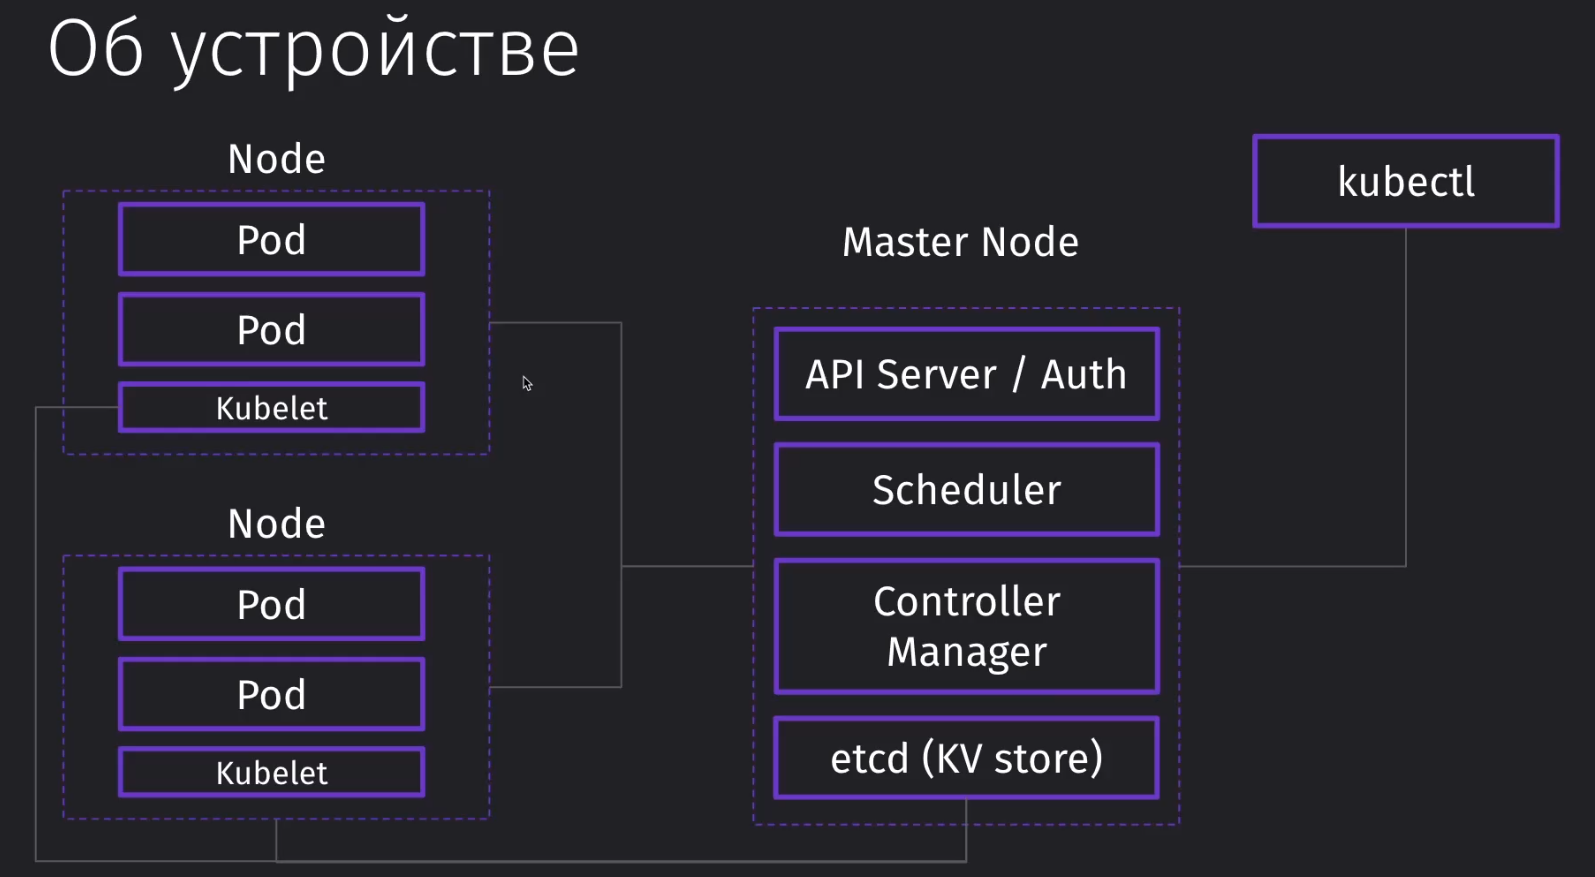 Об устройстве
Node
Pod
Pod
Kubelet
Node
Pod
Pod
Kubelet
Master Node
API Server / Auth
Scheduler
Controller
Manager
etcd (KV store)
kubectl